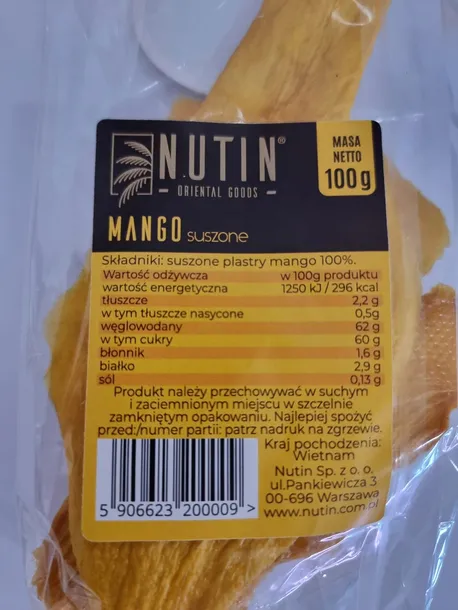 NUTIN®
- ORIENTAL GOODS -
MASA
NETTO
100g
MANGO suszone
Składniki: suszone plastry mango 100%.
Wartość odżywcza w 100g produktu
wartość energetyczna 1250 kJ / 296 kcal
tłuszcze 2,2 g
w tym tłuszcze nasycone 0,5g
węglowodany 62 g
w tym cukry 60 g
błonnik 1,6 g
białko 2,9 g
sól 0,13 g
Produkt należy przechowywać w suchym
i zaciemnionym miejscu w szczelnie
zamkniętym opakowaniu. Najlepiej spożyć
przed:/numer partii: patrz nadruk na zgrzewie.
Kraj pochodzenia:
Wietnam
Nutin Sp. z o. o.
ul.Pankiewicza 3
00-696 Warszawa
www.nutin.com.pl
5 906623 200009 >